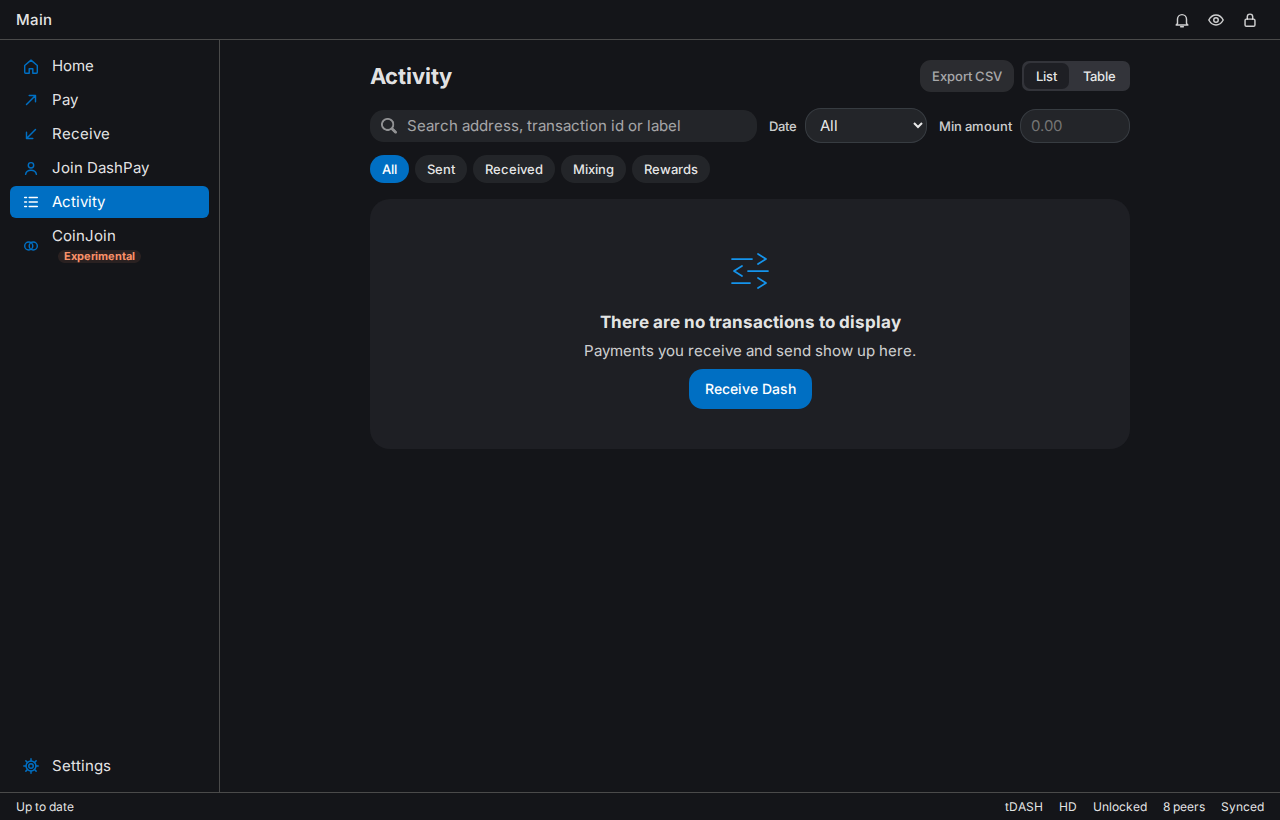 Main
Home
Pay
Receive
Join DashPay
Activity
CoinJoin
Experimental
Settings
Activity
Export CSV
List
Table
Search address, transaction id or label
Date
All
Min amount
0.00
All
Sent
Received
Mixing
Rewards
There are no transactions to display
Payments you receive and send show up here.
Receive Dash
Up to date
tDASH
HD
Unlocked
8 peers
Synced